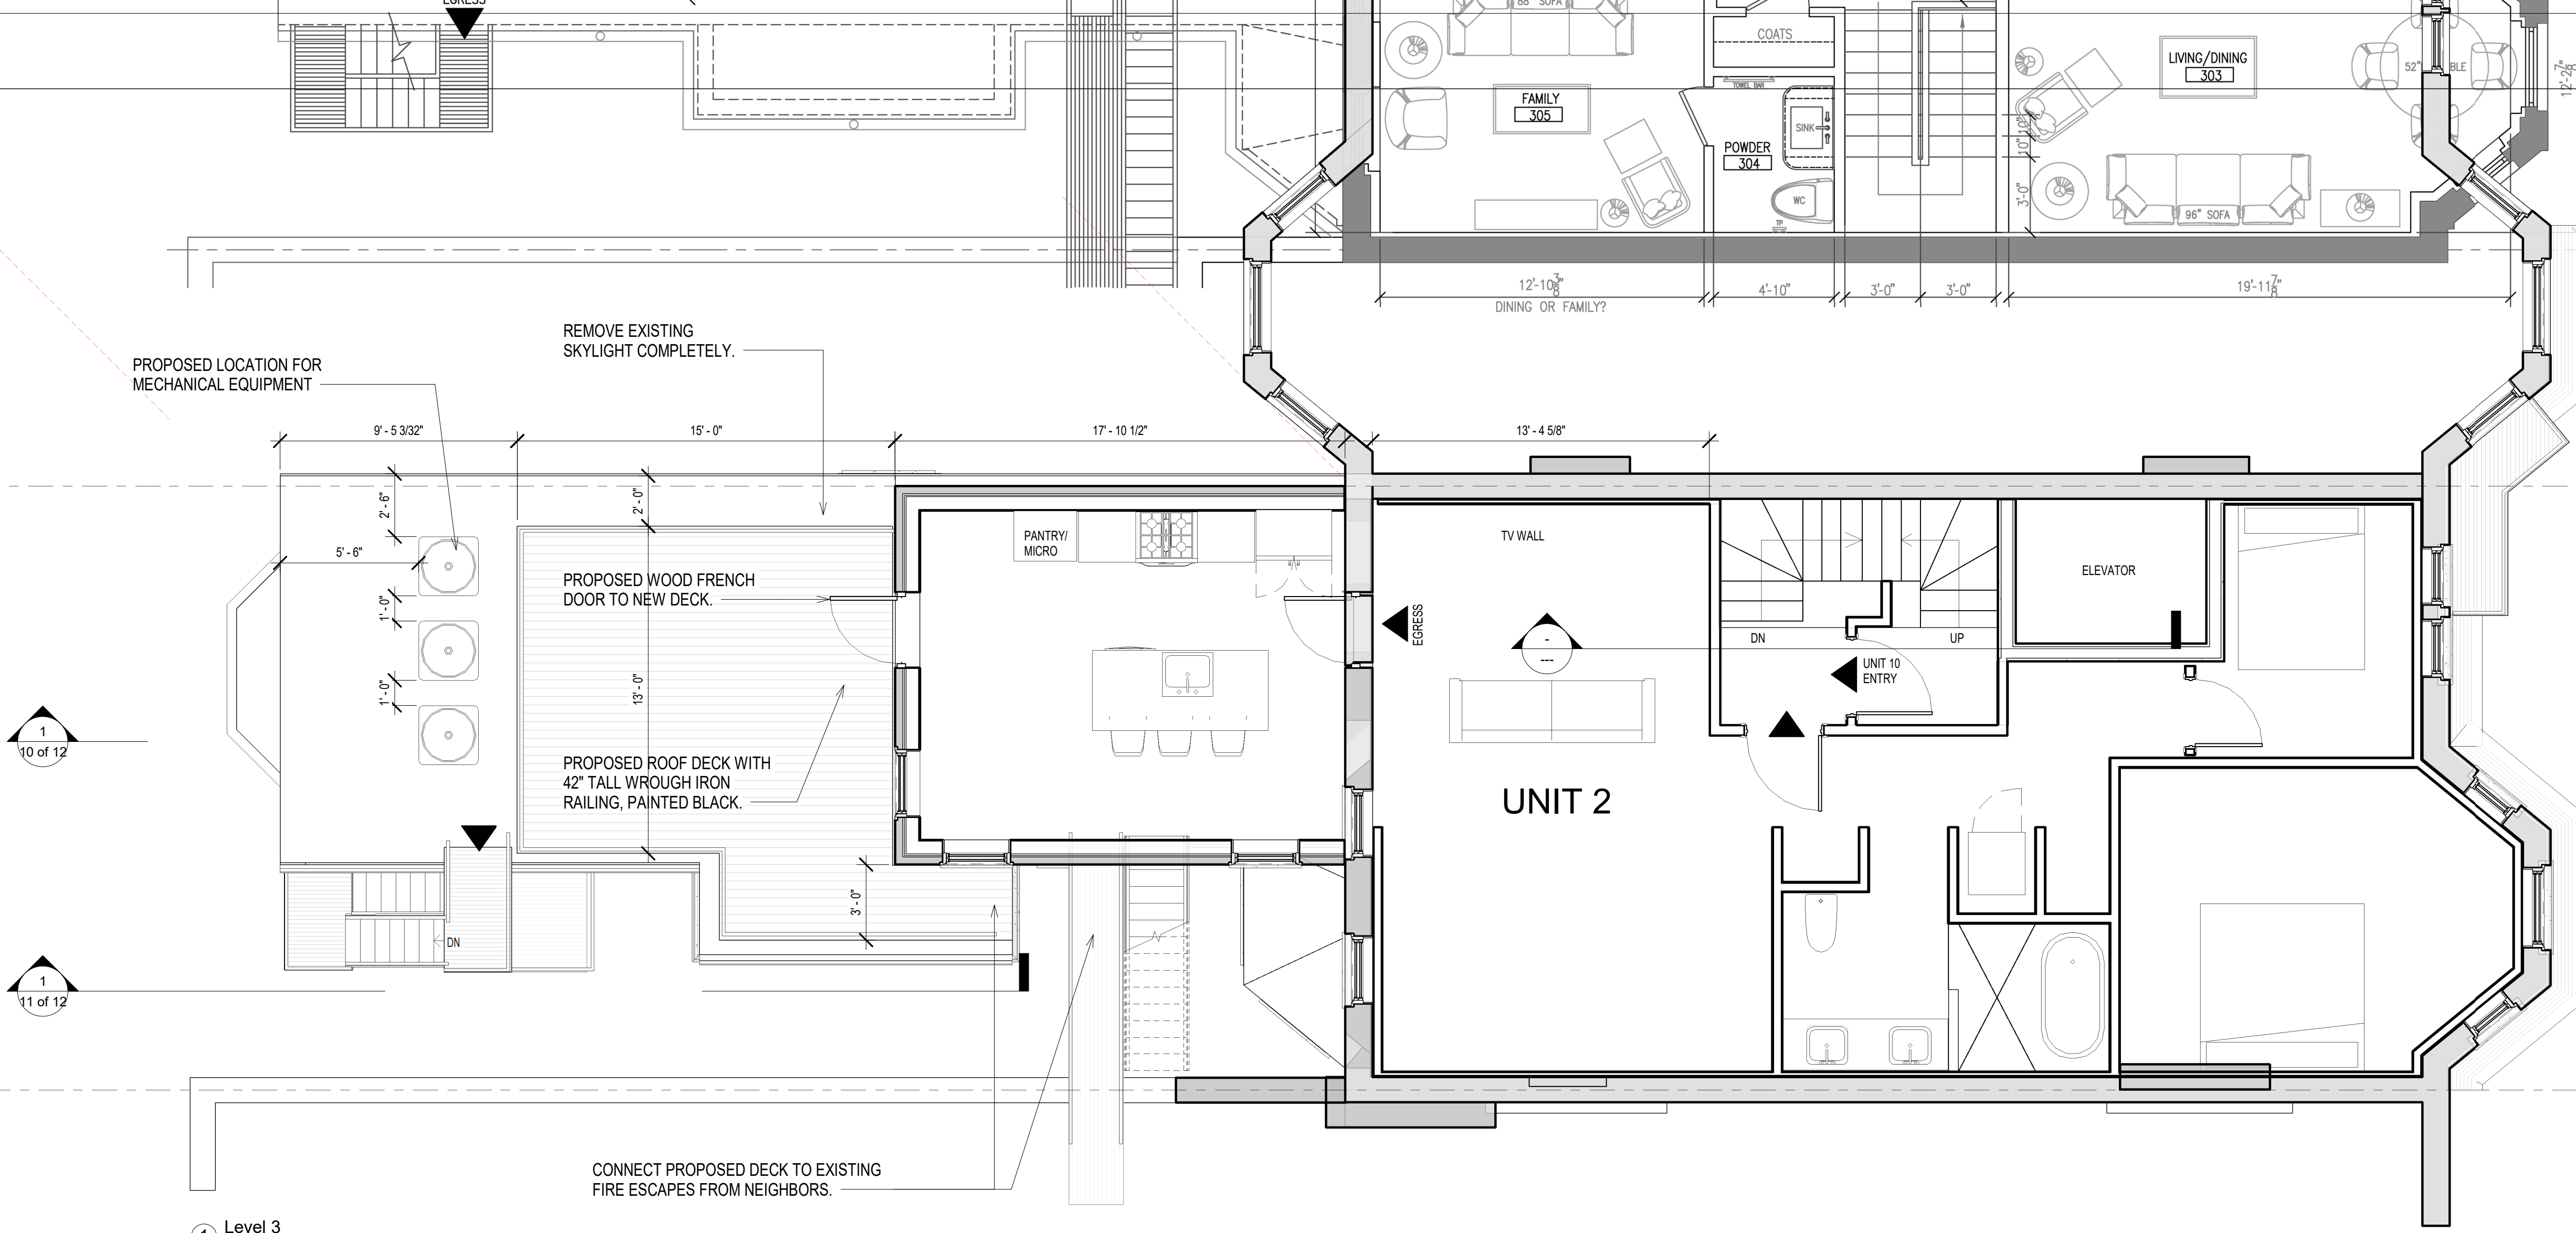 EGRESS
88" SOFA
COATS
TOWEL BAR
SINK
FAMILY
305
POWDER
304
WC
TP
LIVING/DINING
303
52"
BLE
96" SOFA
10"
10"
3'-0"
12'-2 7/8
12'-10 3/8"
DINING OR FAMILY?
4'-10"
3'-0"
3'-0"
19'-11 7/8"
REMOVE EXISTING
SKYLIGHT COMPLETELY.
PROPOSED LOCATION FOR
MECHANICAL EQUIPMENT
9' - 5 3/32"
15' - 0"
17' - 10 1/2"
13' - 4 5/8"
2' - 6"
2' - 0"
5' - 6"
1' - 0"
1' - 0"
13' - 0"
3' - 0"
PANTRY/
MICRO
TV WALL
PROPOSED WOOD FRENCH
DOOR TO NEW DECK.
EGRESS
-
---
DN
UP
UNIT 10
ENTRY
ELEVATOR
1
10 of 12
PROPOSED ROOF DECK WITH
42" TALL WROUGH IRON
RAILING, PAINTED BLACK.
UNIT 2
DN
1
11 of 12
CONNECT PROPOSED DECK TO EXISTING
FIRE ESCAPES FROM NEIGHBORS.
Level 3